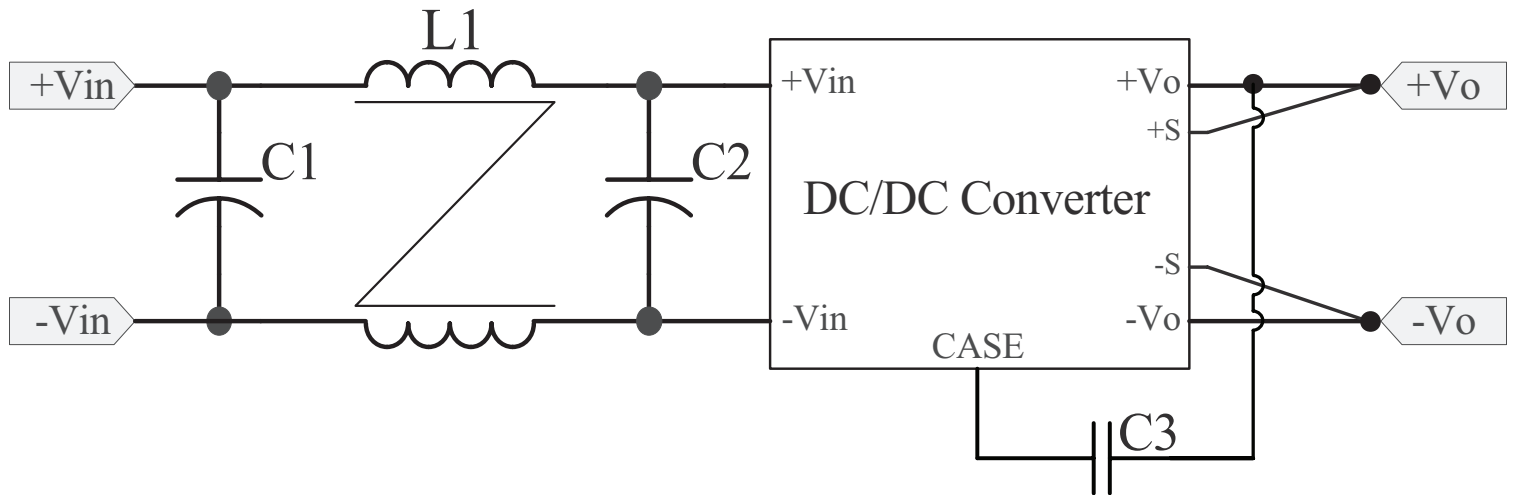 L1
+Vin
+Vin
+Vo
+Vo
+S
C1
C2
DC/DC Converter
-S
-Vin
-Vin
-Vo
-Vo
CASE
C3